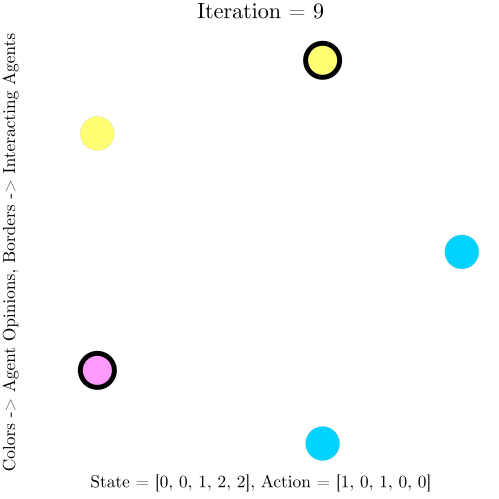 Iteration = 9
Colors -> Agent Opinions, Borders -> Interacting Agents
State = [0, 0, 1, 2, 2], Action = [1, 0, 1, 0, 0]